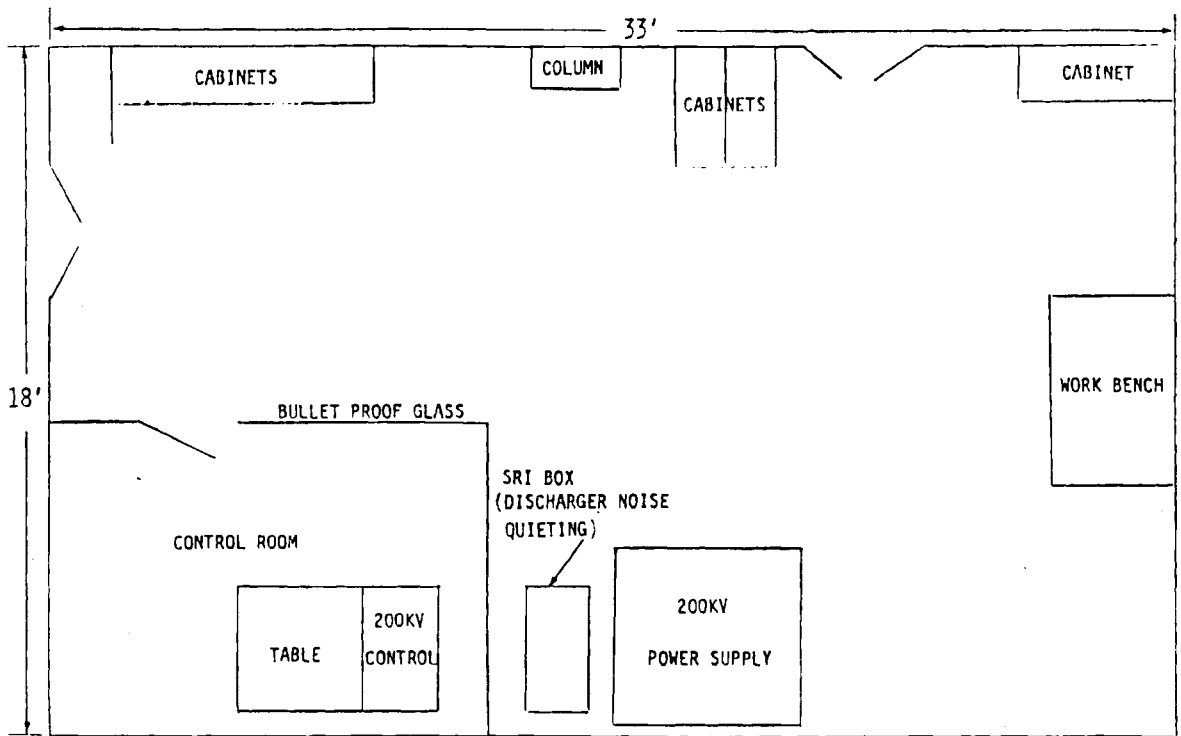 33'
CABINETS
COLUMN
CABINETS
CABINET
18'
WORK BENCH
BULLET PROOF GLASS
SRI BOX
(DISCHARGER NOISE
QUIETING)
CONTROL ROOM
TABLE
200KV
CONTROL
200KV
POWER SUPPLY